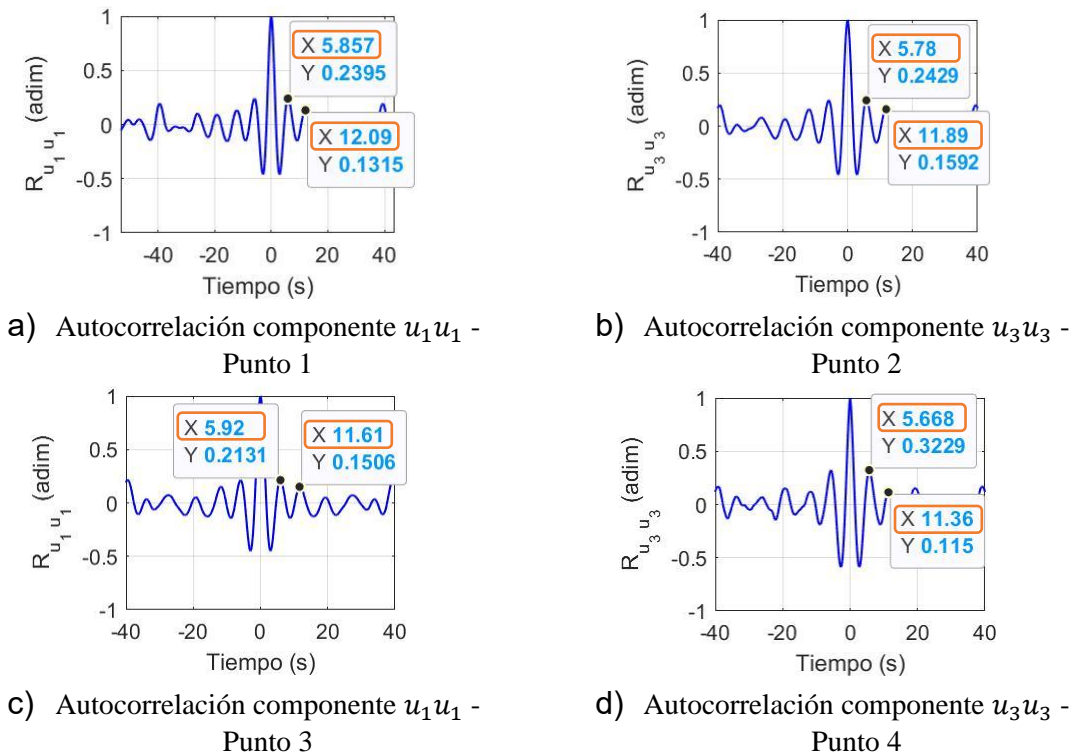 X 5.857
Y 0.2395
X 12.09
Y 0.1315
1
0.5
0
-0.5
-1
R u1 u1 (adim)
-40 -20 0 20 40
Tiempo (s)
a) Autocorrelación componente u1u1 -
Punto 1
X 5.78
Y 0.2429
X 11.89
Y 0.1592
1
0.5
0
-0.5
-1
R u3 u3 (adim)
-40 -20 0 20 40
Tiempo (s)
b) Autocorrelación componente u3u3 -
Punto 2
X 5.92
Y 0.2131
X 11.61
Y 0.1506
1
0.5
0
-0.5
-1
R u1 u1 (adim)
-40 -20 0 20 40
Tiempo (s)
c) Autocorrelación componente u1u1 -
Punto 3
X 5.668
Y 0.3229
X 11.36
Y 0.115
1
0.5
0
-0.5
-1
R u3 u3 (adim)
-40 -20 0 20 40
Tiempo (s)
d) Autocorrelación componente u3u3 -
Punto 4